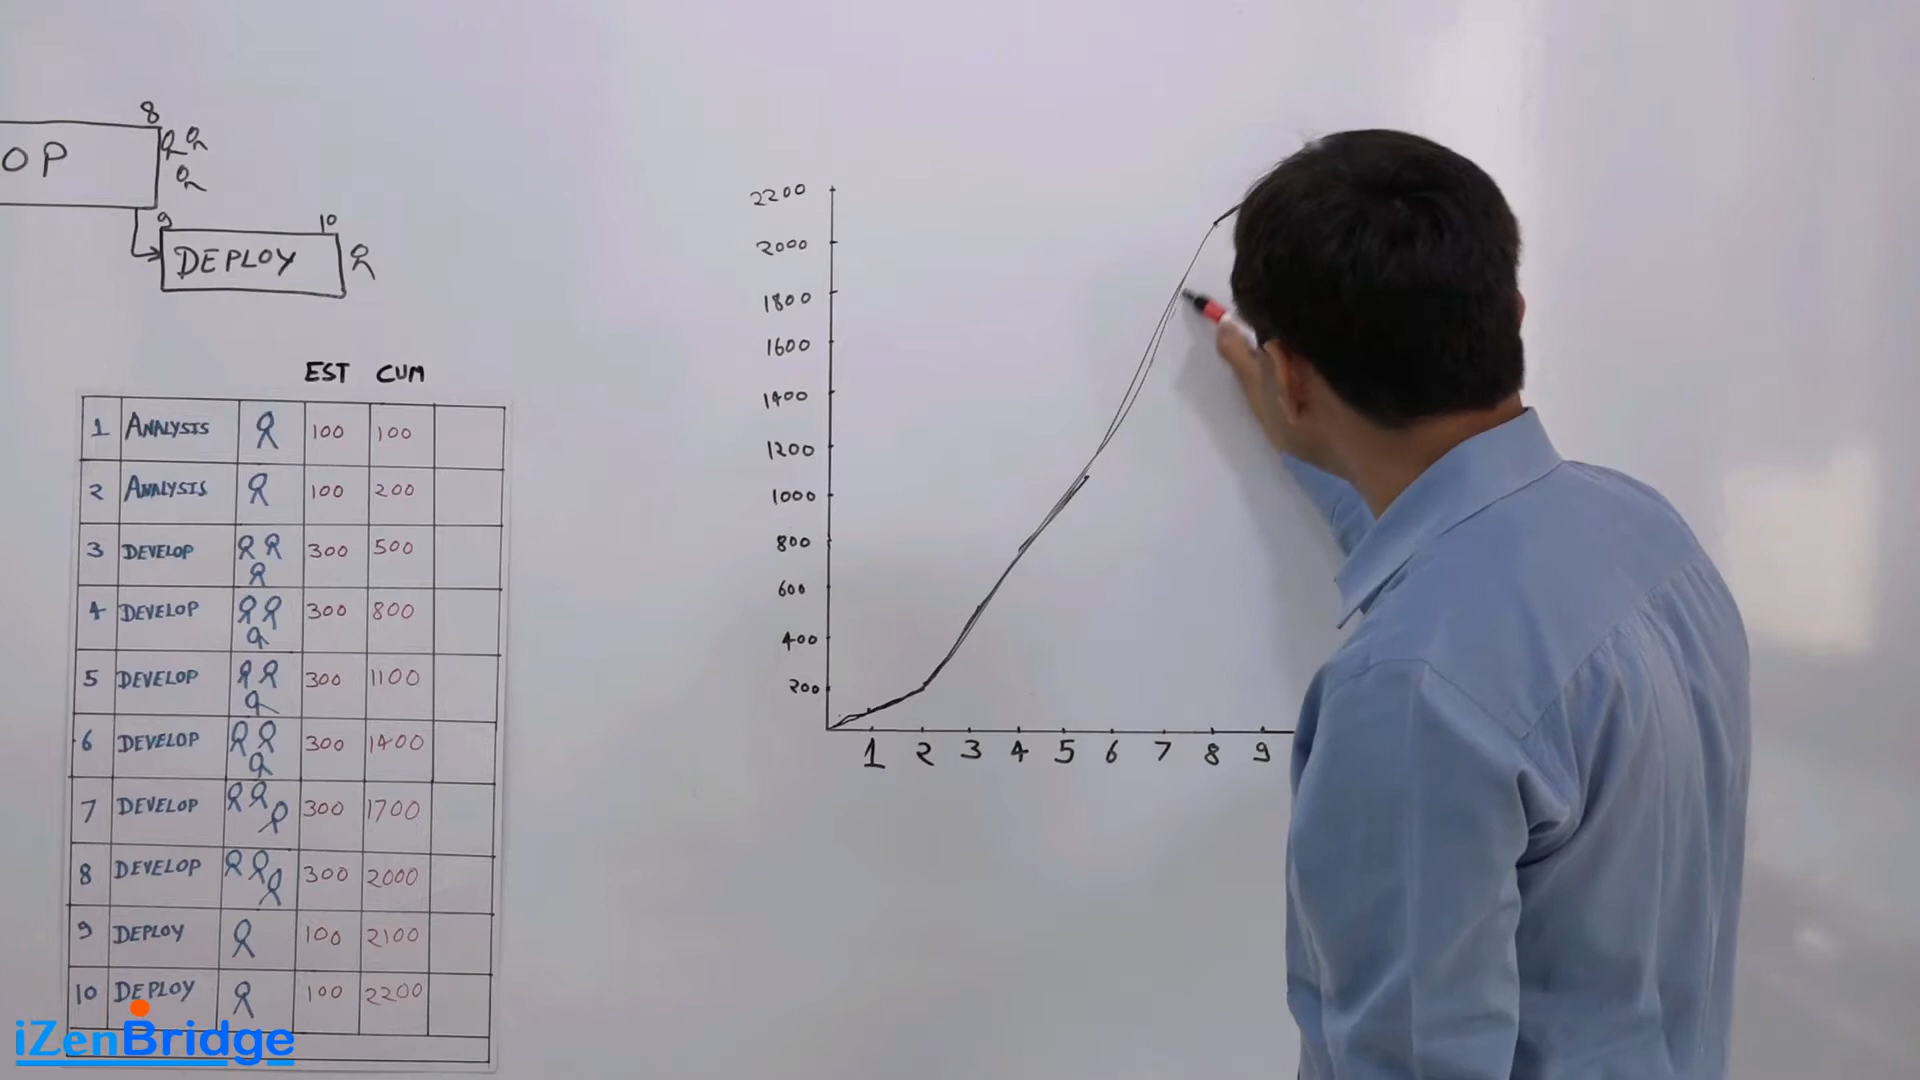 8
OP
9 10
DEPLOY
EST CUM
1 ANALYSIS 100 100
2 ANALYSIS 100 200
3 DEVELOP 300 500
4 DEVELOP 300 800
5 DEVELOP 300 1100
6 DEVELOP 300 1400
7 DEVELOP 300 1700
8 DEVELOP 300 2000
9 DEPLOY 100 2100
10 DEPLOY 100 2200
iZenBridge
2200
2000
1800
1600
1400
1200
1000
800
600
400
200
1 2 3 4 5 6 7 8 9